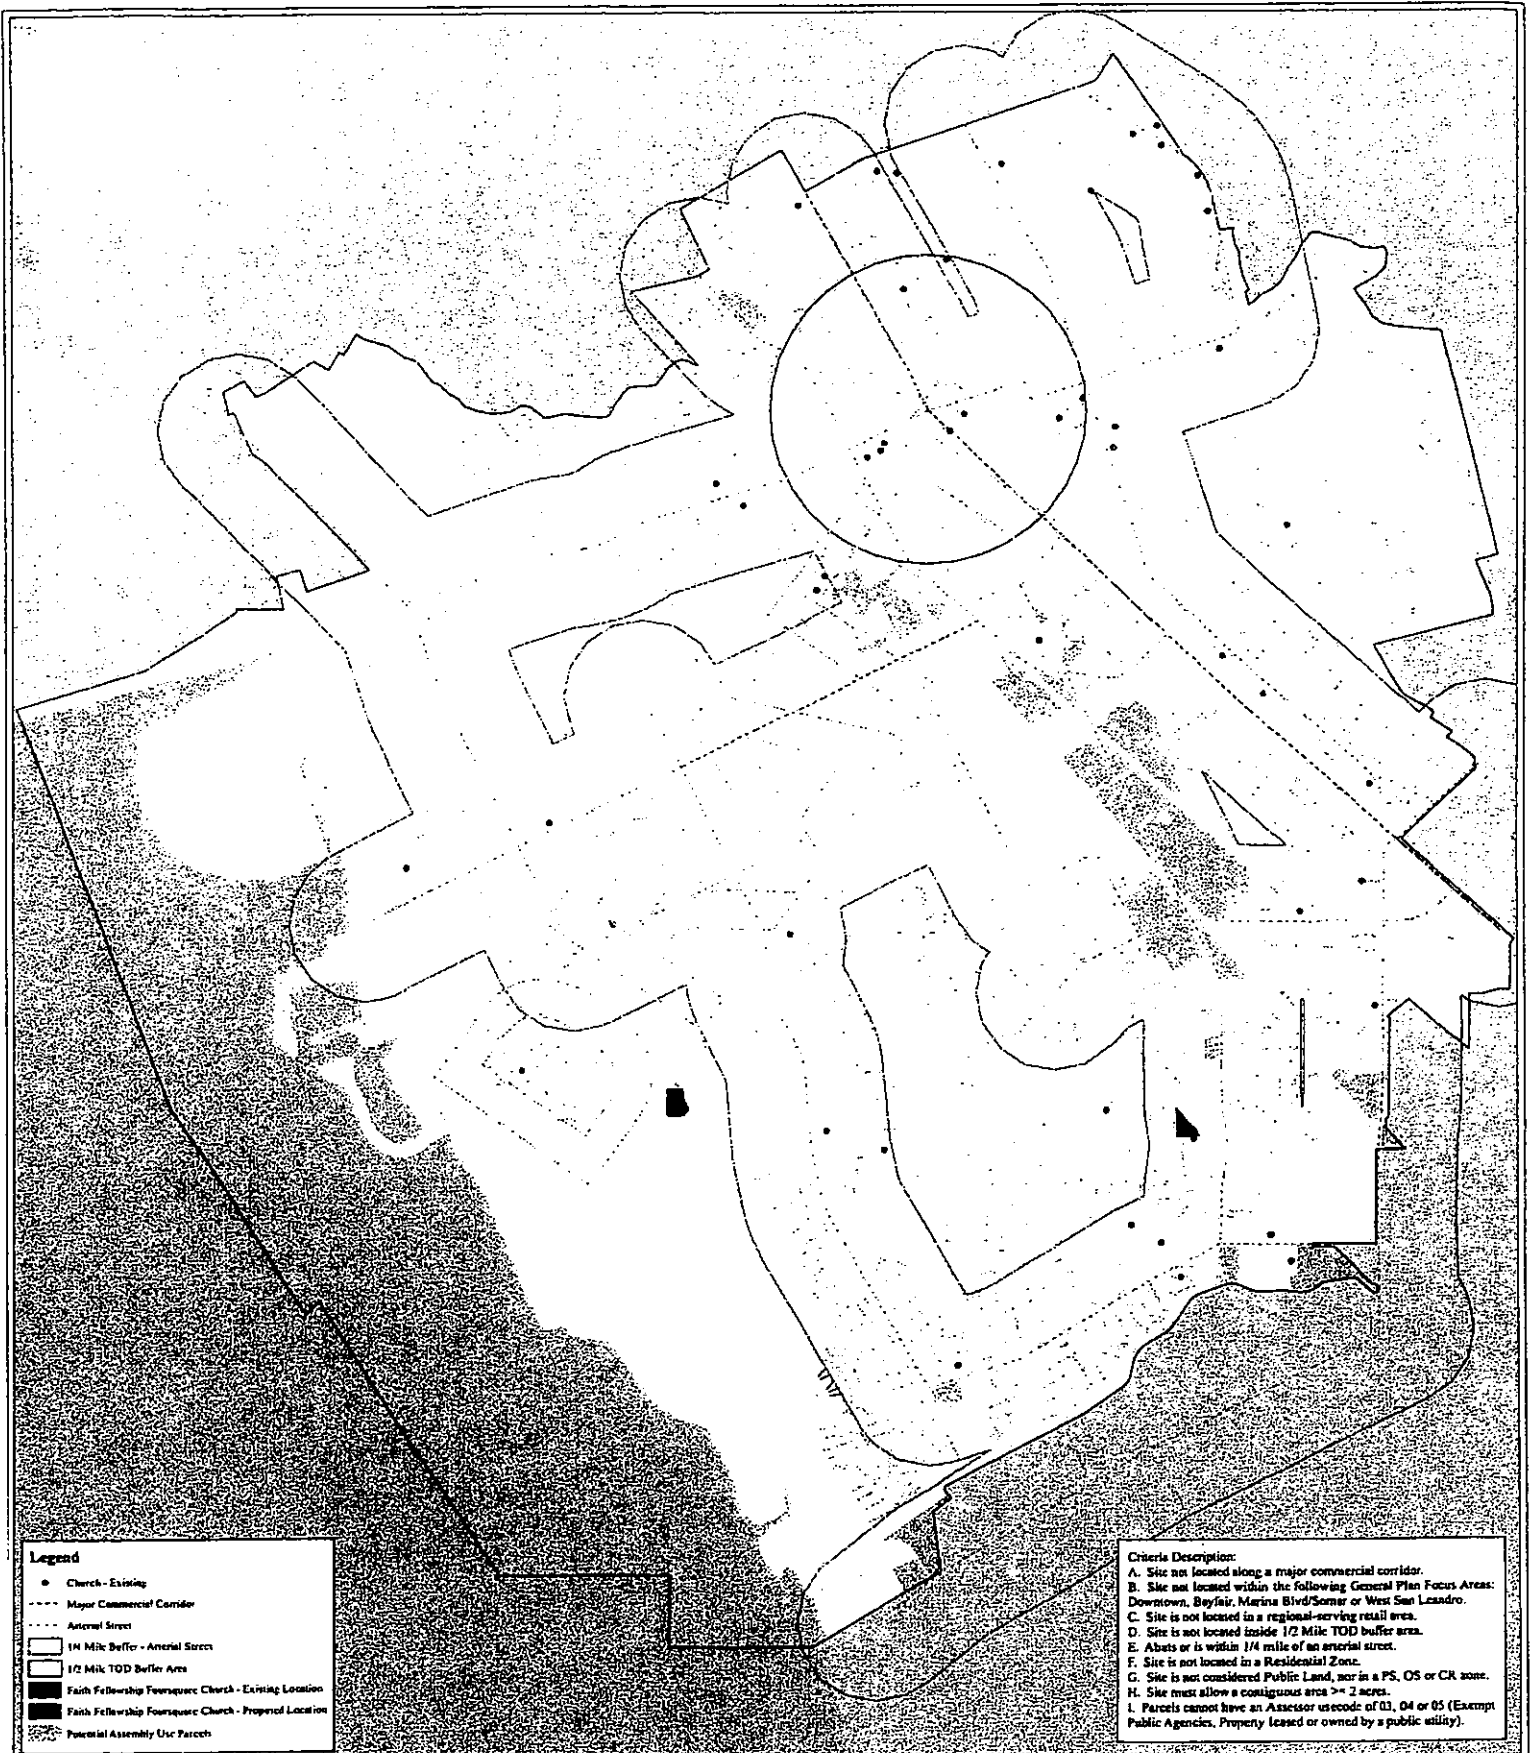 Legend
Church - Existing
Major Commercial Corridor
Arterial Street
1/4 Mile Buffer - Arterial Street
1/2 Mile TOD Buffer Area
Faith Fellowship Foursquare Church - Existing Location
Faith Fellowship Foursquare Church - Proposed Location
Potential Assembly Use Parcels
Criteria Description:
A. Site not located along a major commercial corridor.
B. Site not located within the following General Plan Focus Areas:
Downtown, Bayfair, Marina Blvd/Somar or West San Leandro.
C. Site is not located in a regional-serving retail area.
D. Site is not located inside 1/2 Mile TOD buffer area.
E. Abuts or is within 1/4 mile of an arterial street.
F. Site is not located in a Residential Zone.
G. Site is not considered Public Land, nor in a PS, OS or CR zone.
H. Site must allow a contiguous area >= 2 acres.
I. Parcels cannot have an Assessor usecode of 03, 04 or 05 (Exempt
Public Agencies, Property leased or owned by a public utility).